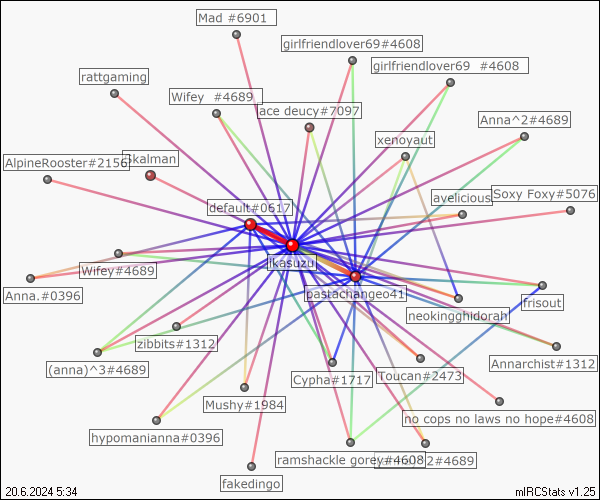 Mad #6901
girlfriendlover69#4608
girlfriendlover69  #4608
rattgaming
Wifey  #4689
ace deucy#7097
Anna^2#4689
xenoyaut
AlpineRooster#2156
Skalman
avelicious
Soxy Foxy#5076
default#0617
jkasuzu
Wifey#4689
Anna.#0396
pastachangeo41
neokingghidorah
frisout
zibbits#1312
(anna)^3#4689
Cypha#1717
Toucan#2473
Annarchist#1312
Mushy#1984
no cops no laws no hope#4608
hypomanianna#0396
ramshackle gorey#4608
2#4689
fakedingo
20.6.2024 5:34
mIRCStats v1.25